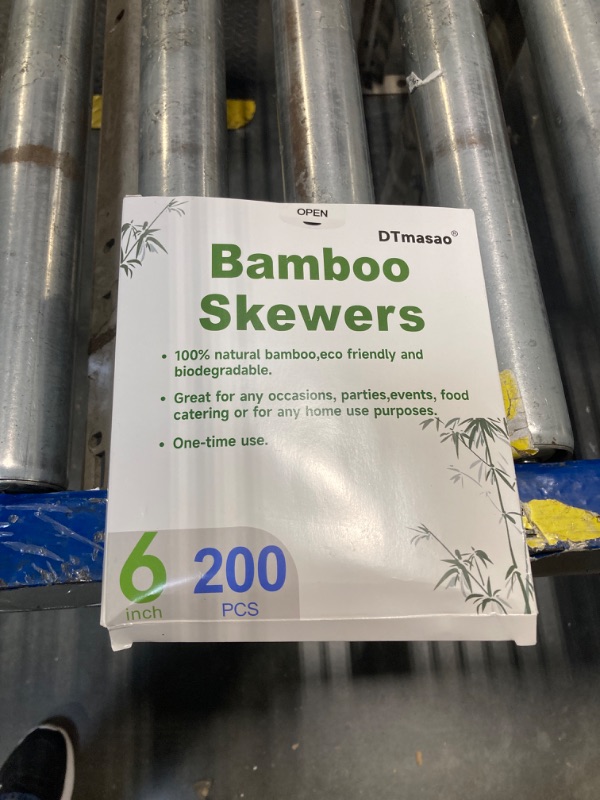 OPEN
DTmasao®
Bamboo
Skewers
• 100% natural bamboo,eco friendly and
biodegradable.
• Great for any occasions, parties,events, food
catering or for any home use purposes.
• One-time use.
6 200
inch PCS